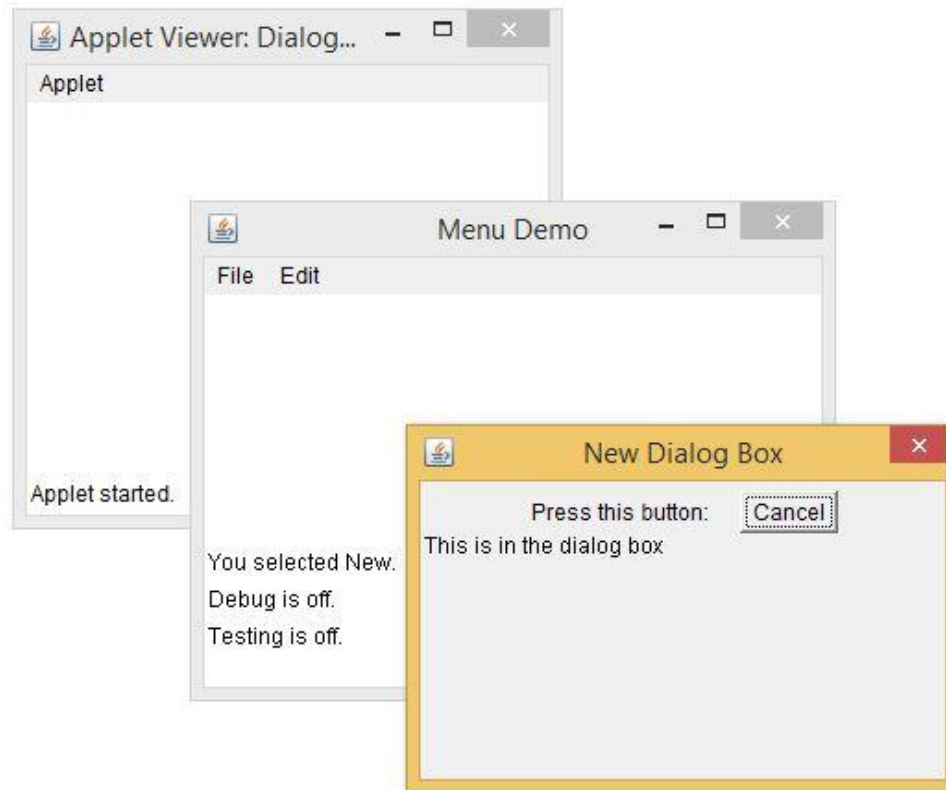 Applet Viewer: Dialog...
Applet
Applet started.
Menu Demo
File Edit
You selected New.
Debug is off.
Testing is off.
New Dialog Box
Press this button: Cancel
This is in the dialog box